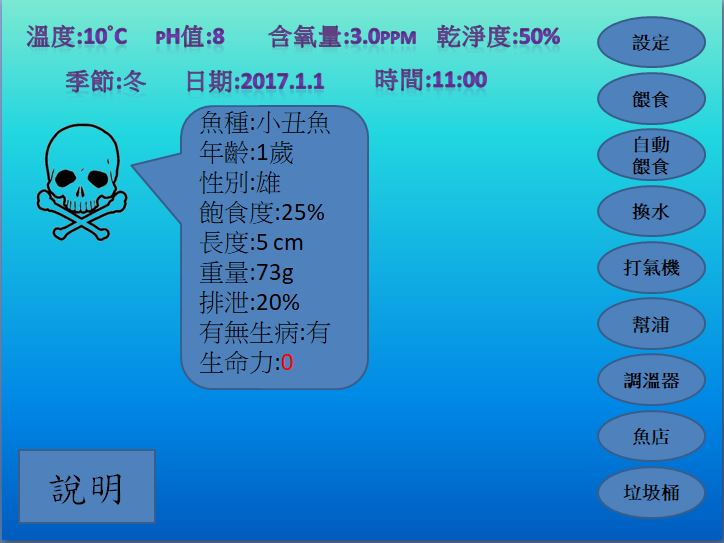 溫度:10°C PH值:8 含氧量:3.0PPM 乾淨度:50%
季節:冬 日期:2017.1.1 時間:11:00
魚種:小丑魚
年齡:1歲
性別:雄
飽食度:25%
長度:5 cm
重量:73g
排泄:20%
有無生病:有
生命力:0
設定
餵食
自動
餵食
換水
打氣機
幫浦
調溫器
魚店
垃圾桶
說明